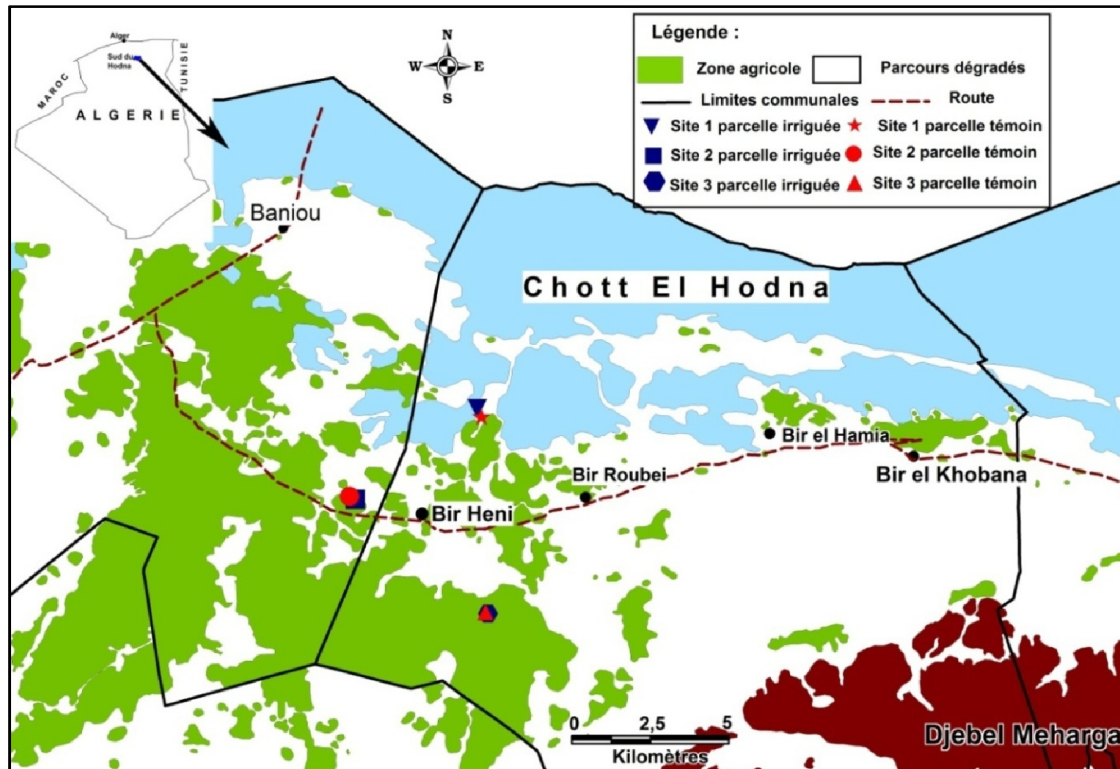 Alger
Sud du
Hodna
MAROC
TUNISIE
ALGERIE
N
W E
S
Légende :
Zone agricole
Parcours dégradés
Limites communales
Route
Site 1 parcelle irriguée
Site 1 parcelle témoin
Site 2 parcelle irriguée
Site 2 parcelle témoin
Site 3 parcelle irriguée
Site 3 parcelle témoin
Baniou
Chott El Hodna
Bir el Hamia
Bir Roubei
Bir el Khobana
Bir Heni
0 2,5 5
Kilomètres
Djebel Meharga